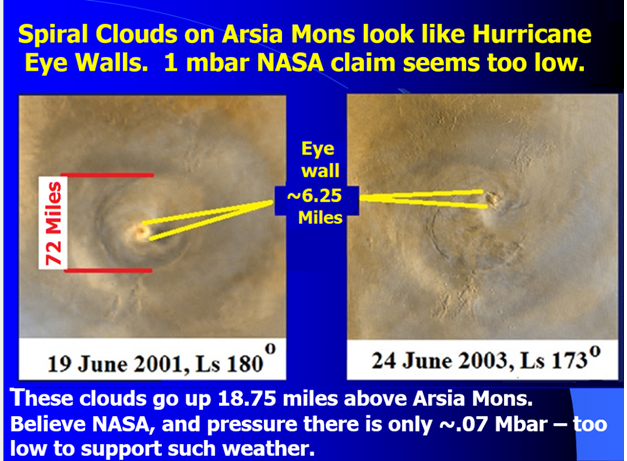 Spiral Clouds on Arsia Mons look like Hurricane
Eye Walls.  1 mbar NASA claim seems too low.
72 Miles
Eye
wall
~6.25
Miles
19 June 2001, Ls 180⁰
24 June 2003, Ls 173⁰
These clouds go up 18.75 miles above Arsia Mons.
Believe NASA, and pressure there is only ~.07 Mbar – too
low to support such weather.